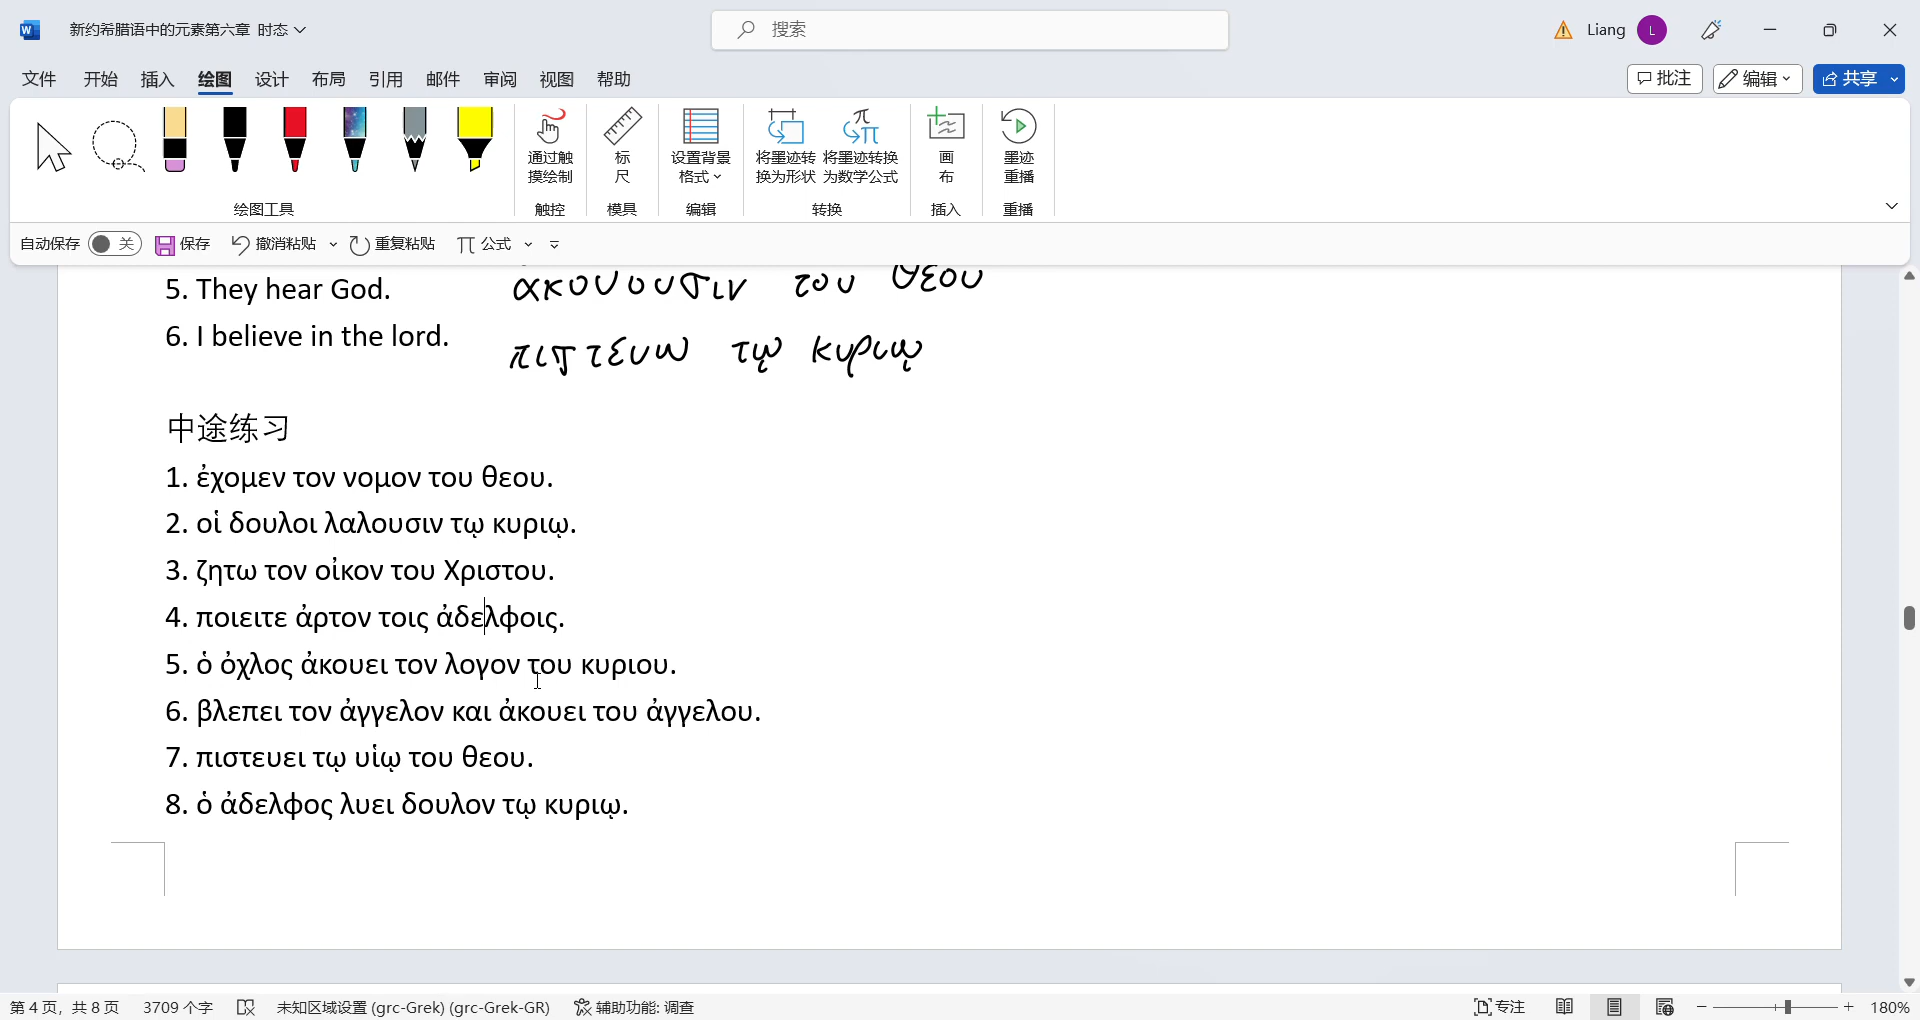 新约希腊语中的元素第六章 时态
搜索
Liang
L
文件 开始 插入 绘图 设计 布局 引用 邮件 审阅 视图 帮助
批注 编辑 共享
通过触摸绘制
标尺
设置背景格式
将墨迹转换为形状
将墨迹转换为数学公式
画布
墨迹重播
绘图工具 触控 模具 编辑 转换 插入 重播
自动保存 关 保存 撤消粘贴 重复粘贴 公式
5. They hear God. ακουουσιν του θεου
6. I believe in the lord. πιστευω τῳ κυριῳ
中途练习
1. ἐχομεν τον νομον του θεου.
2. οἱ δουλοι λαλουσιν τῳ κυριῳ.
3. ζητω τον οἰκον του Χριστου.
4. ποιειτε ἀρτον τοις ἀδελφοις.
5. ὁ ὀχλος ἀκουει τον λογον του κυριου.
6. βλεπει τον ἀγγελον και ἀκουει του ἀγγελου.
7. πιστευει τῳ υἱῳ του θεου.
8. ὁ ἀδελφος λυει δουλον τῳ κυριῳ.
第 4 页，共 8 页 3709 个字 未知区域设置 (grc-Grek) (grc-Grek-GR) 辅助功能: 调查 专注 180%